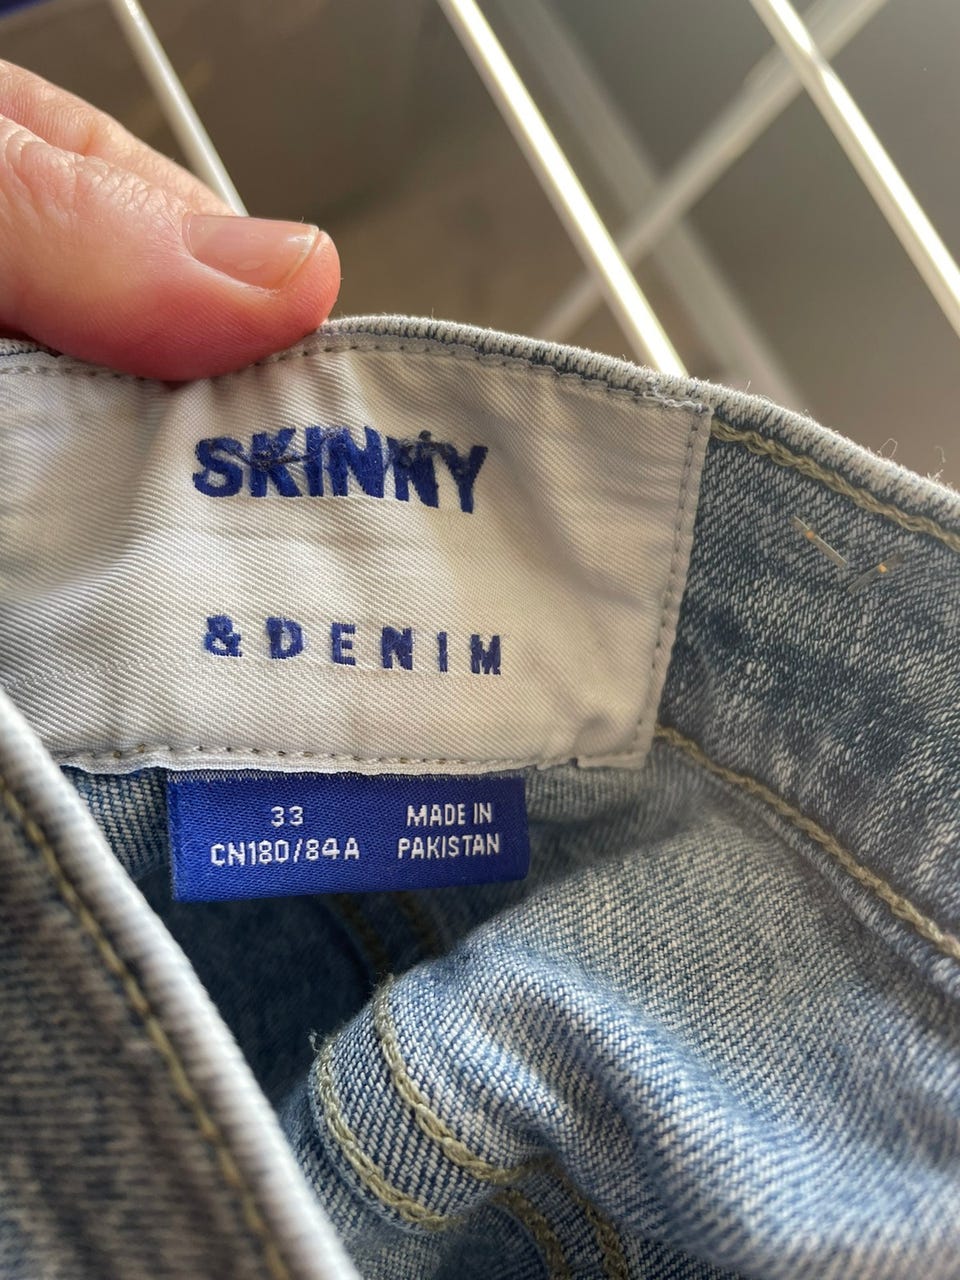 SKINNY
& DENIM
33
CN180/84A
MADE IN
PAKISTAN